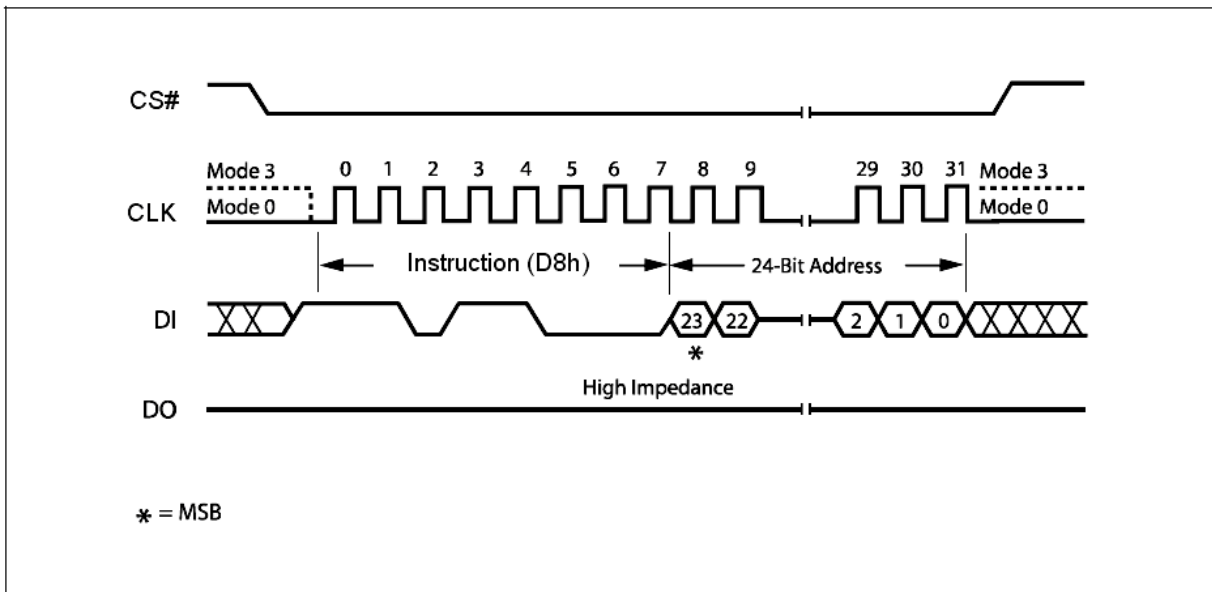 CS#
Mode 3 0 1 2 3 4 5 6 7 8 9 29 30 31 Mode 3
CLK Mode 0 Mode 0
Instruction (D8h) 24-Bit Address
DI 23 22 2 1 0
*
High Impedance
DO
* = MSB